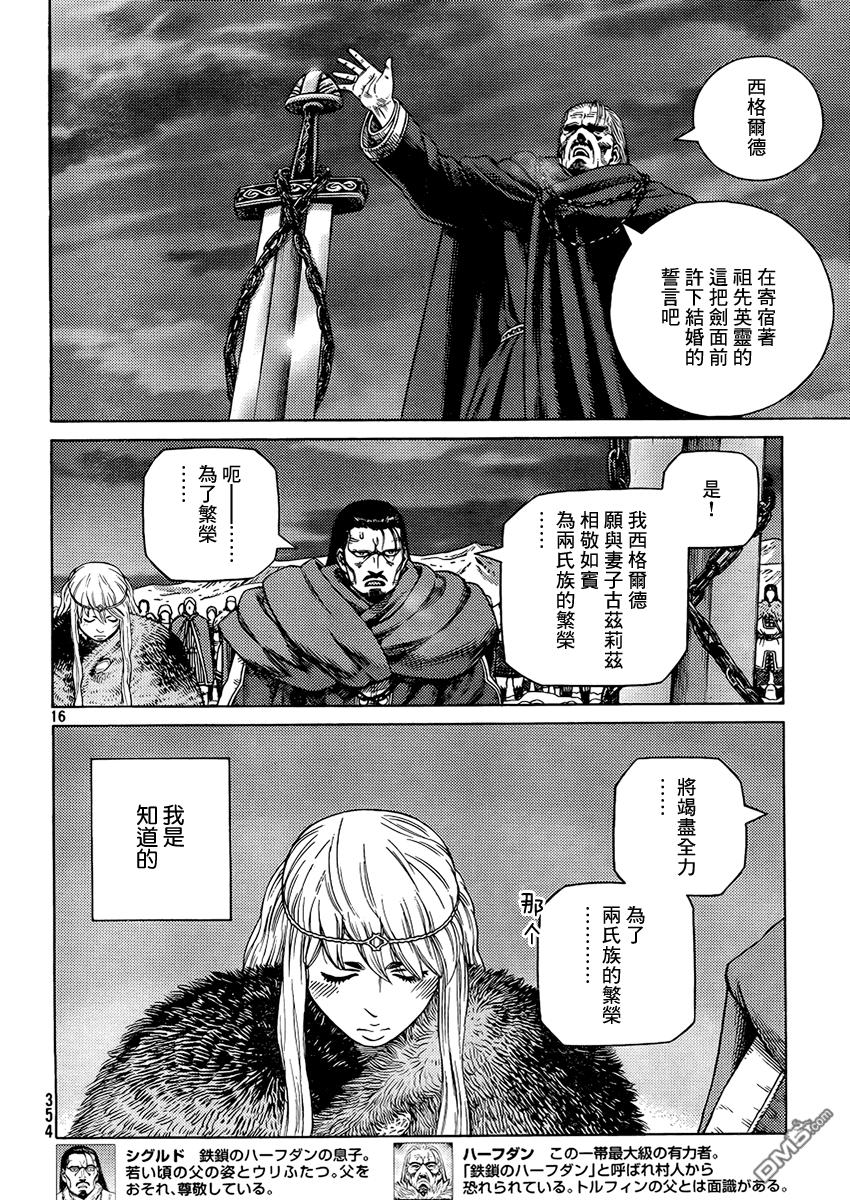 西格爾德
在寄宿著
祖先英靈的
這把劍面前
許下結婚的
誓言吧
是！
我西格爾德
願與妻子古茲莉茲
相敬如賓
為兩氏族的繁榮
……
呃——……
為了繁榮
……
16
將竭盡全力
……
為了
兩氏族的繁榮
…………
那个
我是
知道的
354
シグルド 鉄鎖のハーフダンの息子。
若い頃の父の姿とウリふたつ。父を
おそれ、尊敬している。
ハーフダン この一帯最大級の有力者。
「鉄鎖のハーフダン」と呼ばれ村人から
恐れられている。トルフィンの父とは面識がある。
DM5.com